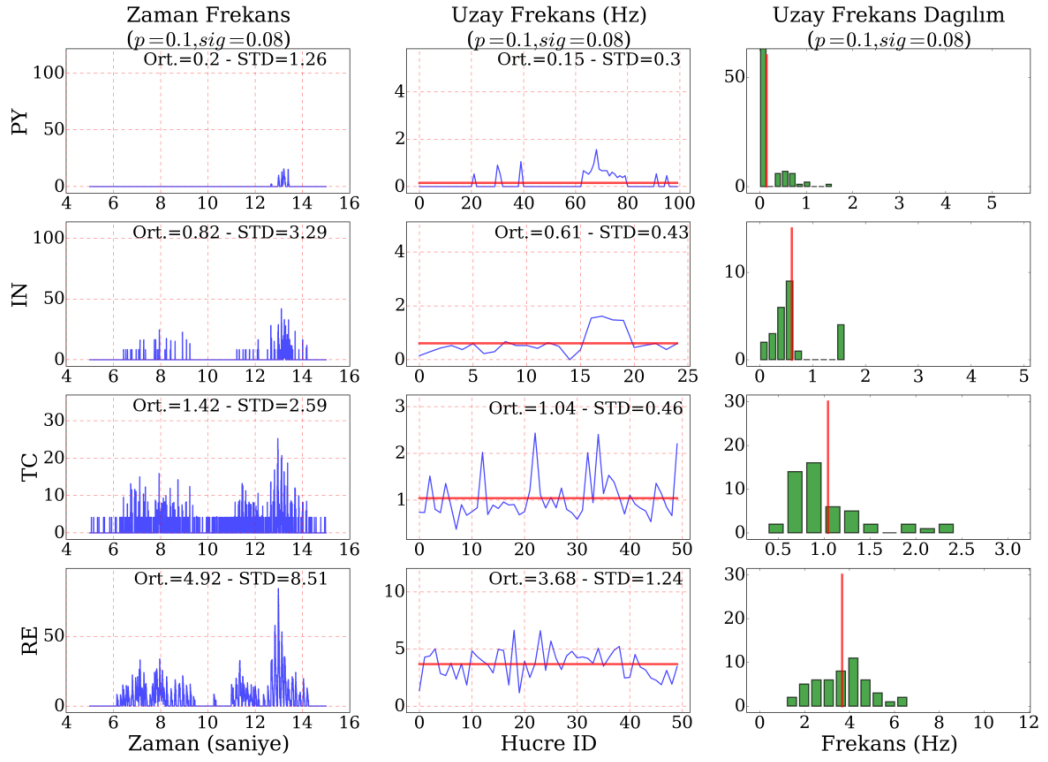 Zaman Frekans
(p=0.1,sig=0.08)
Uzay Frekans (Hz)
(p=0.1,sig=0.08)
Uzay Frekans Dagılım
(p=0.1,sig=0.08)
PY
Ort.=0.2 - STD=1.26
100
50
0
4 6 8 10 12 14 16
Ort.=0.15 - STD=0.3
4
2
0
0 20 40 60 80 100
50
0
0 1 2 3 4 5
IN
Ort.=0.82 - STD=3.29
100
50
0
4 6 8 10 12 14 16
Ort.=0.61 - STD=0.43
4
2
0
0 5 10 15 20 25
10
0
0 1 2 3 4 5
TC
Ort.=1.42 - STD=2.59
30
20
10
0
4 6 8 10 12 14 16
Ort.=1.04 - STD=0.46
3
2
1
0 10 20 30 40 50
30
20
10
0
0.5 1.0 1.5 2.0 2.5 3.0
RE
Ort.=4.92 - STD=8.51
100
50
0
4 6 8 10 12 14 16
Ort.=3.68 - STD=1.24
10
5
0
0 10 20 30 40 50
30
20
10
0
0 2 4 6 8 10 12
Zaman (saniye)
Hucre ID
Frekans (Hz)